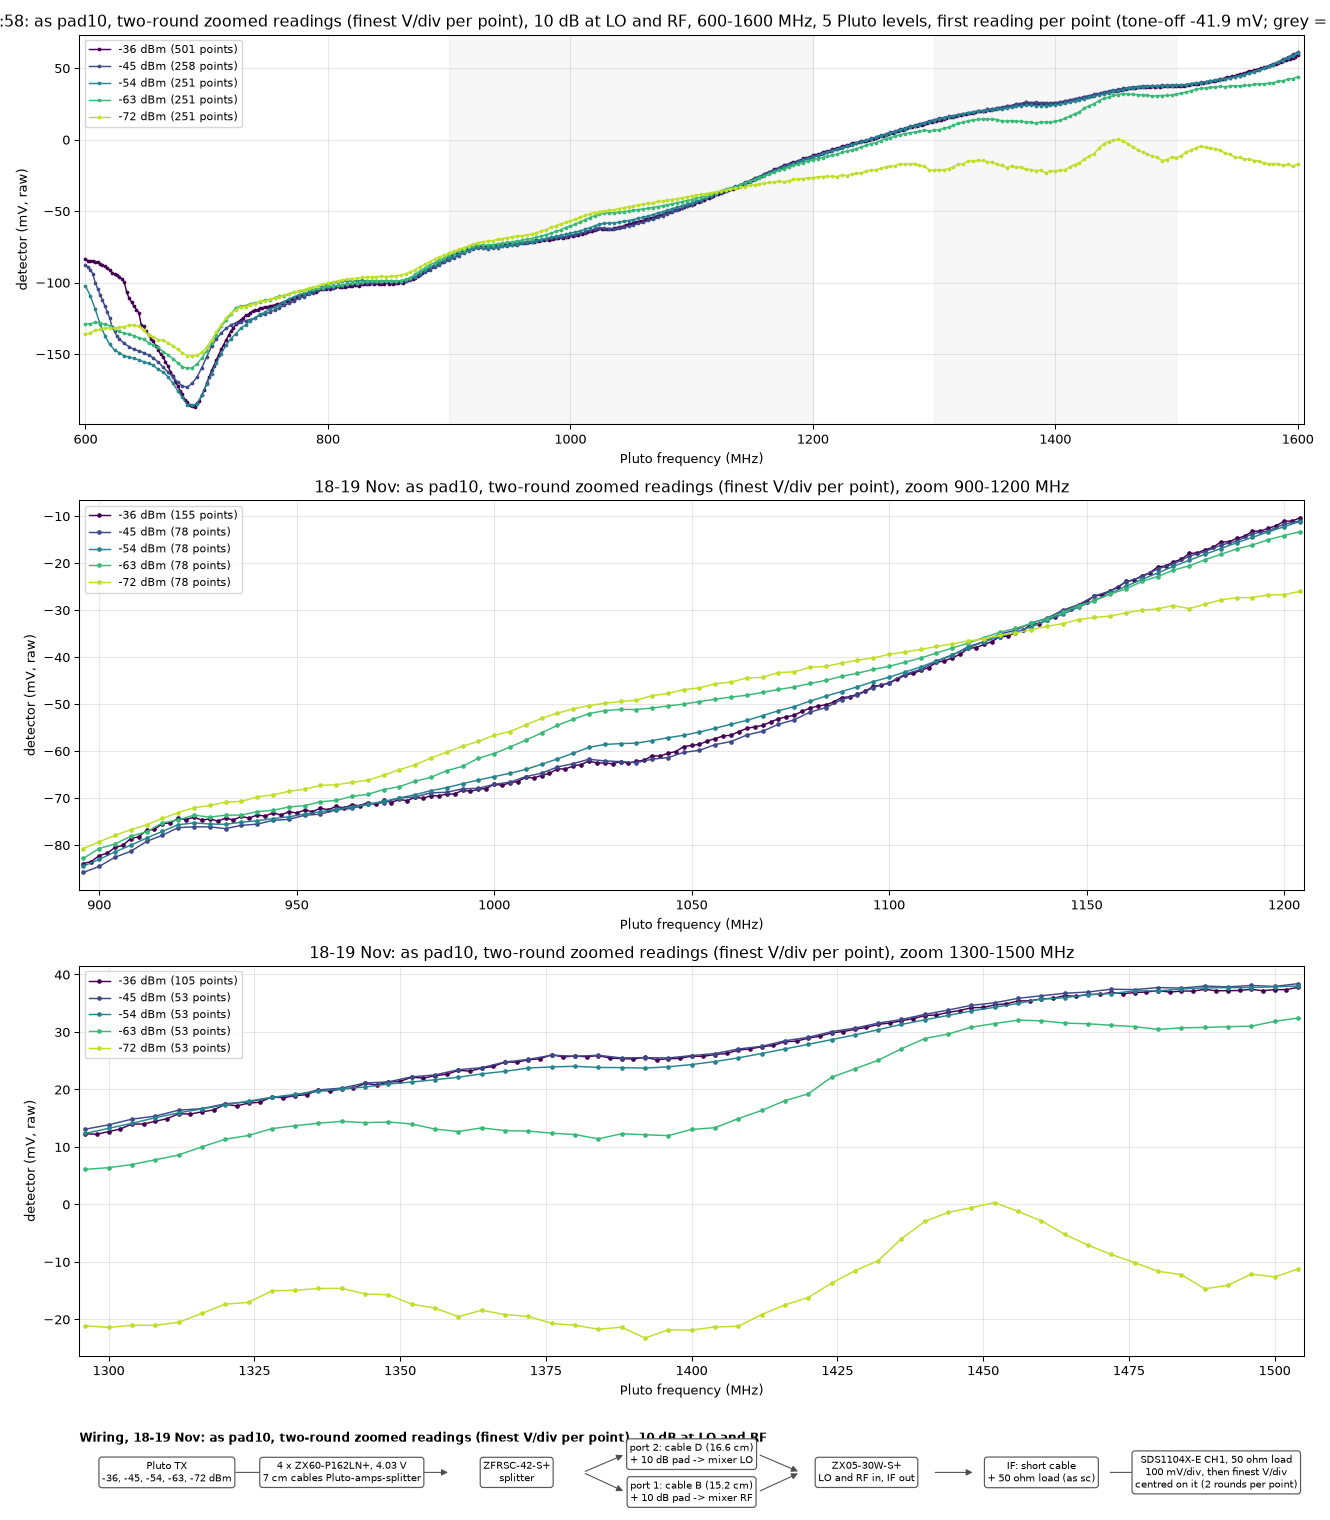 :58: as pad10, two-round zoomed readings (finest V/div per point), 10 dB at LO and RF, 600-1600 MHz, 5 Pluto levels, first reading per point (tone-off -41.9 mV; grey =
-36 dBm (501 points)
-45 dBm (258 points)
-54 dBm (251 points)
-63 dBm (251 points)
-72 dBm (251 points)
detector (mV, raw)
50
0
−50
−100
−150
600
800
1000
1200
1400
1600
Pluto frequency (MHz)
18-19 Nov: as pad10, two-round zoomed readings (finest V/div per point), zoom 900-1200 MHz
-36 dBm (155 points)
-45 dBm (78 points)
-54 dBm (78 points)
-63 dBm (78 points)
-72 dBm (78 points)
detector (mV, raw)
−10
−20
−30
−40
−50
−60
−70
−80
900
950
1000
1050
1100
1150
1200
Pluto frequency (MHz)
18-19 Nov: as pad10, two-round zoomed readings (finest V/div per point), zoom 1300-1500 MHz
-36 dBm (105 points)
-45 dBm (53 points)
-54 dBm (53 points)
-63 dBm (53 points)
-72 dBm (53 points)
detector (mV, raw)
40
30
20
10
0
−10
−20
1300
1325
1350
1375
1400
1425
1450
1475
1500
Pluto frequency (MHz)
Wiring, 18-19 Nov: as pad10, two-round zoomed readings (finest V/div per point), 10 dB at LO and RF
Pluto TX
-36, -45, -54, -63, -72 dBm
4 x ZX60-P162LN+, 4.03 V
7 cm cables Pluto-amps-splitter
ZFRSC-42-S+
splitter
port 2: cable D (16.6 cm)
+ 10 dB pad -> mixer LO
port 1: cable B (15.2 cm)
+ 10 dB pad -> mixer RF
ZX05-30W-S+
LO and RF in, IF out
IF: short cable
+ 50 ohm load (as sc)
SDS1104X-E CH1, 50 ohm load
100 mV/div, then finest V/div
centred on it (2 rounds per point)